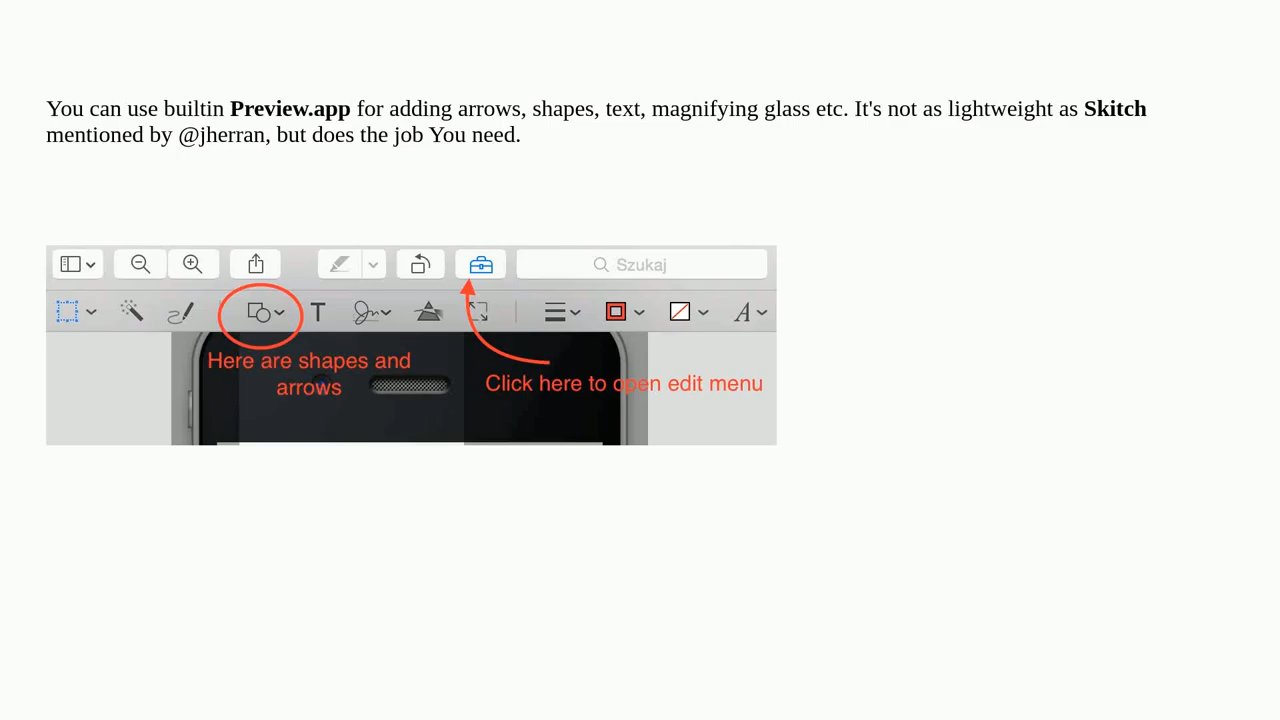 You can use builtin Preview.app for adding arrows, shapes, text, magnifying glass etc. It's not as lightweight as Skitch
mentioned by @jherran, but does the job You need.
Szukaj
T
A
Here are shapes and
arrows
Click here to open edit menu